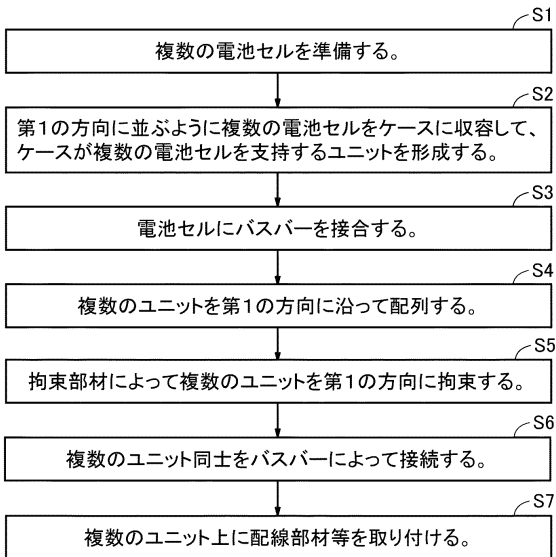 S1
複数の電池セルを準備する。
S2
第1の方向に並ぶように複数の電池セルをケースに収容して、
ケースが複数の電池セルを支持するユニットを形成する。
S3
電池セルにバスバーを接合する。
S4
複数のユニットを第1の方向に沿って配列する。
S5
拘束部材によって複数のユニットを第1の方向に拘束する。
S6
複数のユニット同士をバスバーによって接続する。
S7
複数のユニット上に配線部材等を取り付ける。